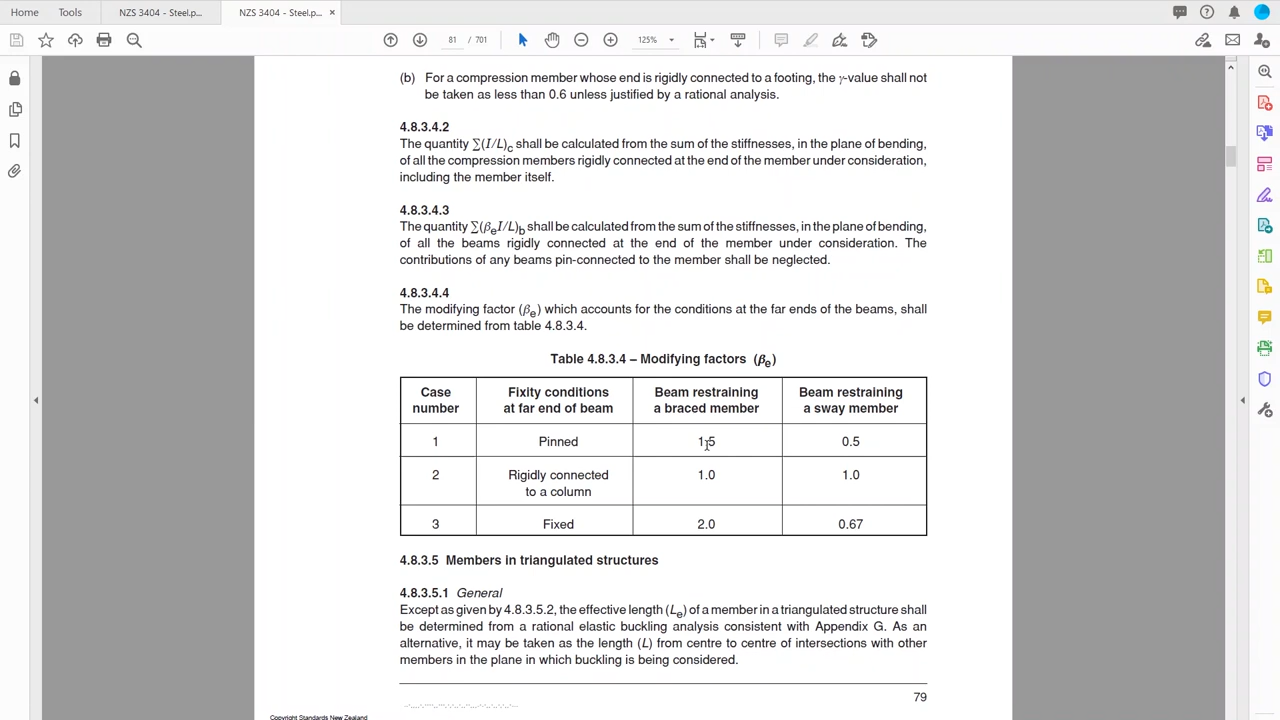 Home
Tools
NZS 3404 - Steel.p...
NZS 3404 - Steel.p... ×
81 / 701
125%
(b) For a compression member whose end is rigidly connected to a footing, the γ-value shall not
be taken as less than 0.6 unless justified by a rational analysis.
4.8.3.4.2
The quantity ∑(I/L)c shall be calculated from the sum of the stiffnesses, in the plane of bending,
of all the compression members rigidly connected at the end of the member under consideration,
including the member itself.
4.8.3.4.3
The quantity ∑(βeI/L)b shall be calculated from the sum of the stiffnesses, in the plane of bending,
of all the beams rigidly connected at the end of the member under consideration. The
contributions of any beams pin-connected to the member shall be neglected.
4.8.3.4.4
The modifying factor (βe) which accounts for the conditions at the far ends of the beams, shall
be determined from table 4.8.3.4.
Table 4.8.3.4 – Modifying factors (βe)
Case number | Fixity conditions at far end of beam | Beam restraining a braced member | Beam restraining a sway member
1 | Pinned | 1.5 | 0.5
2 | Rigidly connected to a column | 1.0 | 1.0
3 | Fixed | 2.0 | 0.67
4.8.3.5 Members in triangulated structures
4.8.3.5.1 General
Except as given by 4.8.3.5.2, the effective length (Le) of a member in a triangulated structure shall
be determined from a rational elastic buckling analysis consistent with Appendix G. As an
alternative, it may be taken as the length (L) from centre to centre of intersections with other
members in the plane in which buckling is being considered.
79
Copyright Standards New Zealand